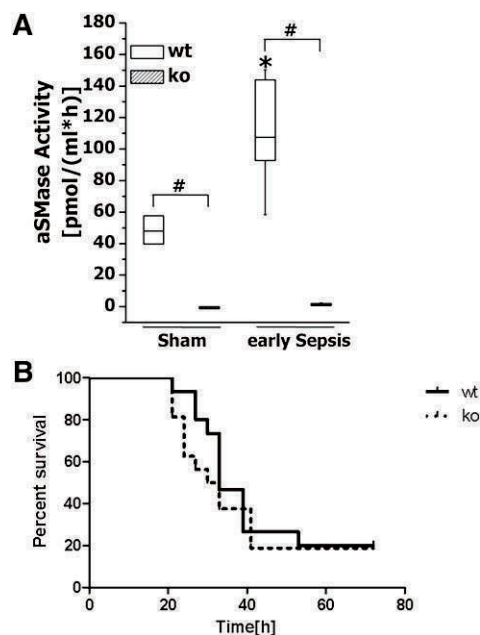 A
aSMase Activity
[pmol/(ml*h)]
180
160
140
120
100
80
60
40
20
0
wt
ko
#
*
#
Sham
early Sepsis
B
Percent survival
100
80
60
40
20
0
0
20
40
60
80
Time[h]
wt
ko